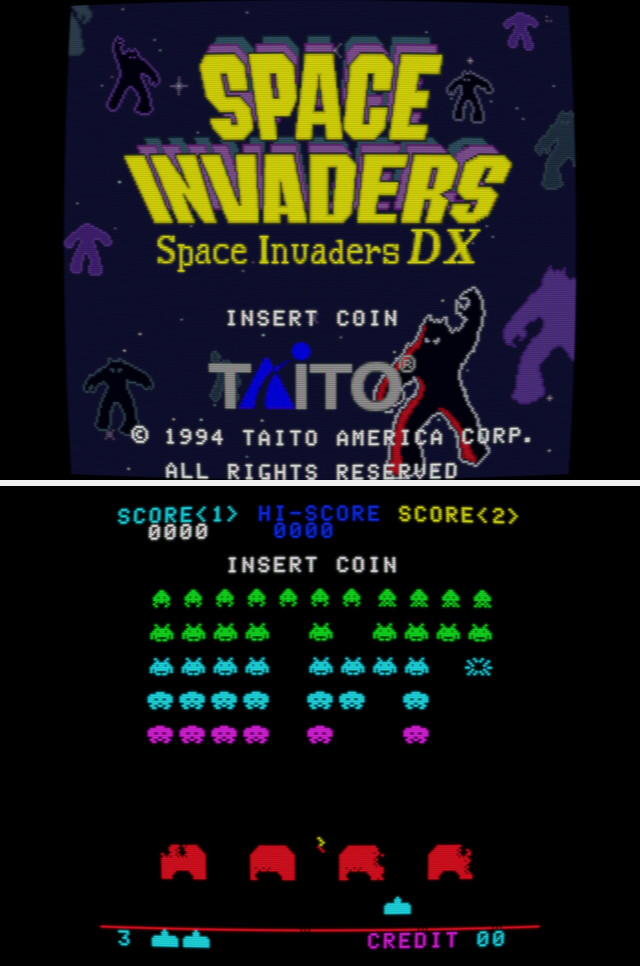 SPACE
INVADERS
Space Invaders DX
INSERT COIN
TAITO®
© 1994 TAITO AMERICA CORP.
ALL RIGHTS RESERVED
SCORE<1> HI-SCORE SCORE<2>
0000 0000
INSERT COIN
3 CREDIT 00